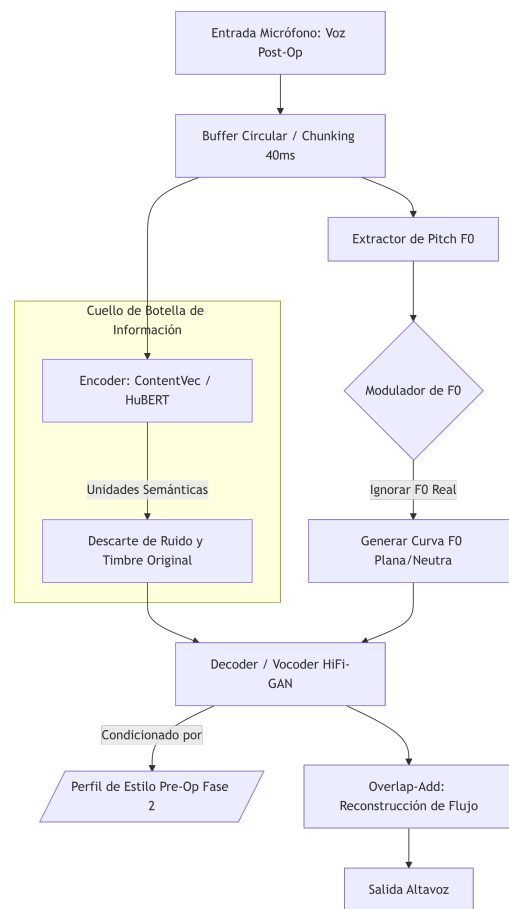 Entrada Micrófono: Voz
Post-Op
Buffer Circular / Chunking
40ms
Extractor de Pitch F0
Cuello de Botella de
Información
Encoder: ContentVec /
HuBERT
Modulador de F0
Unidades Semánticas
Ignorar F0 Real
Descarte de Ruido y
Timbre Original
Generar Curva F0
Plana/Neutra
Decoder / Vocoder HiFi-
GAN
Condicionado por
Perfil de Estilo Pre-Op Fase
2
Overlap-Add:
Reconstrucción de Flujo
Salida Altavoz